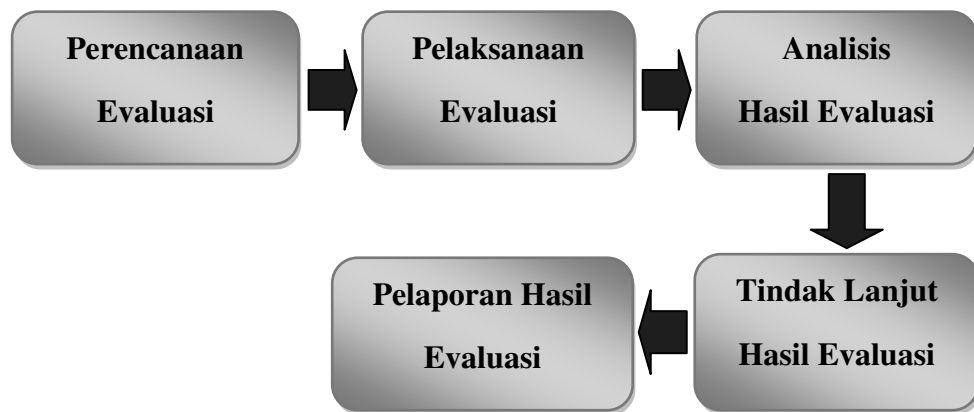 Perencanaan
Evaluasi
Pelaksanaan
Evaluasi
Analisis
Hasil Evaluasi
Tindak Lanjut
Hasil Evaluasi
Pelaporan Hasil
Evaluasi